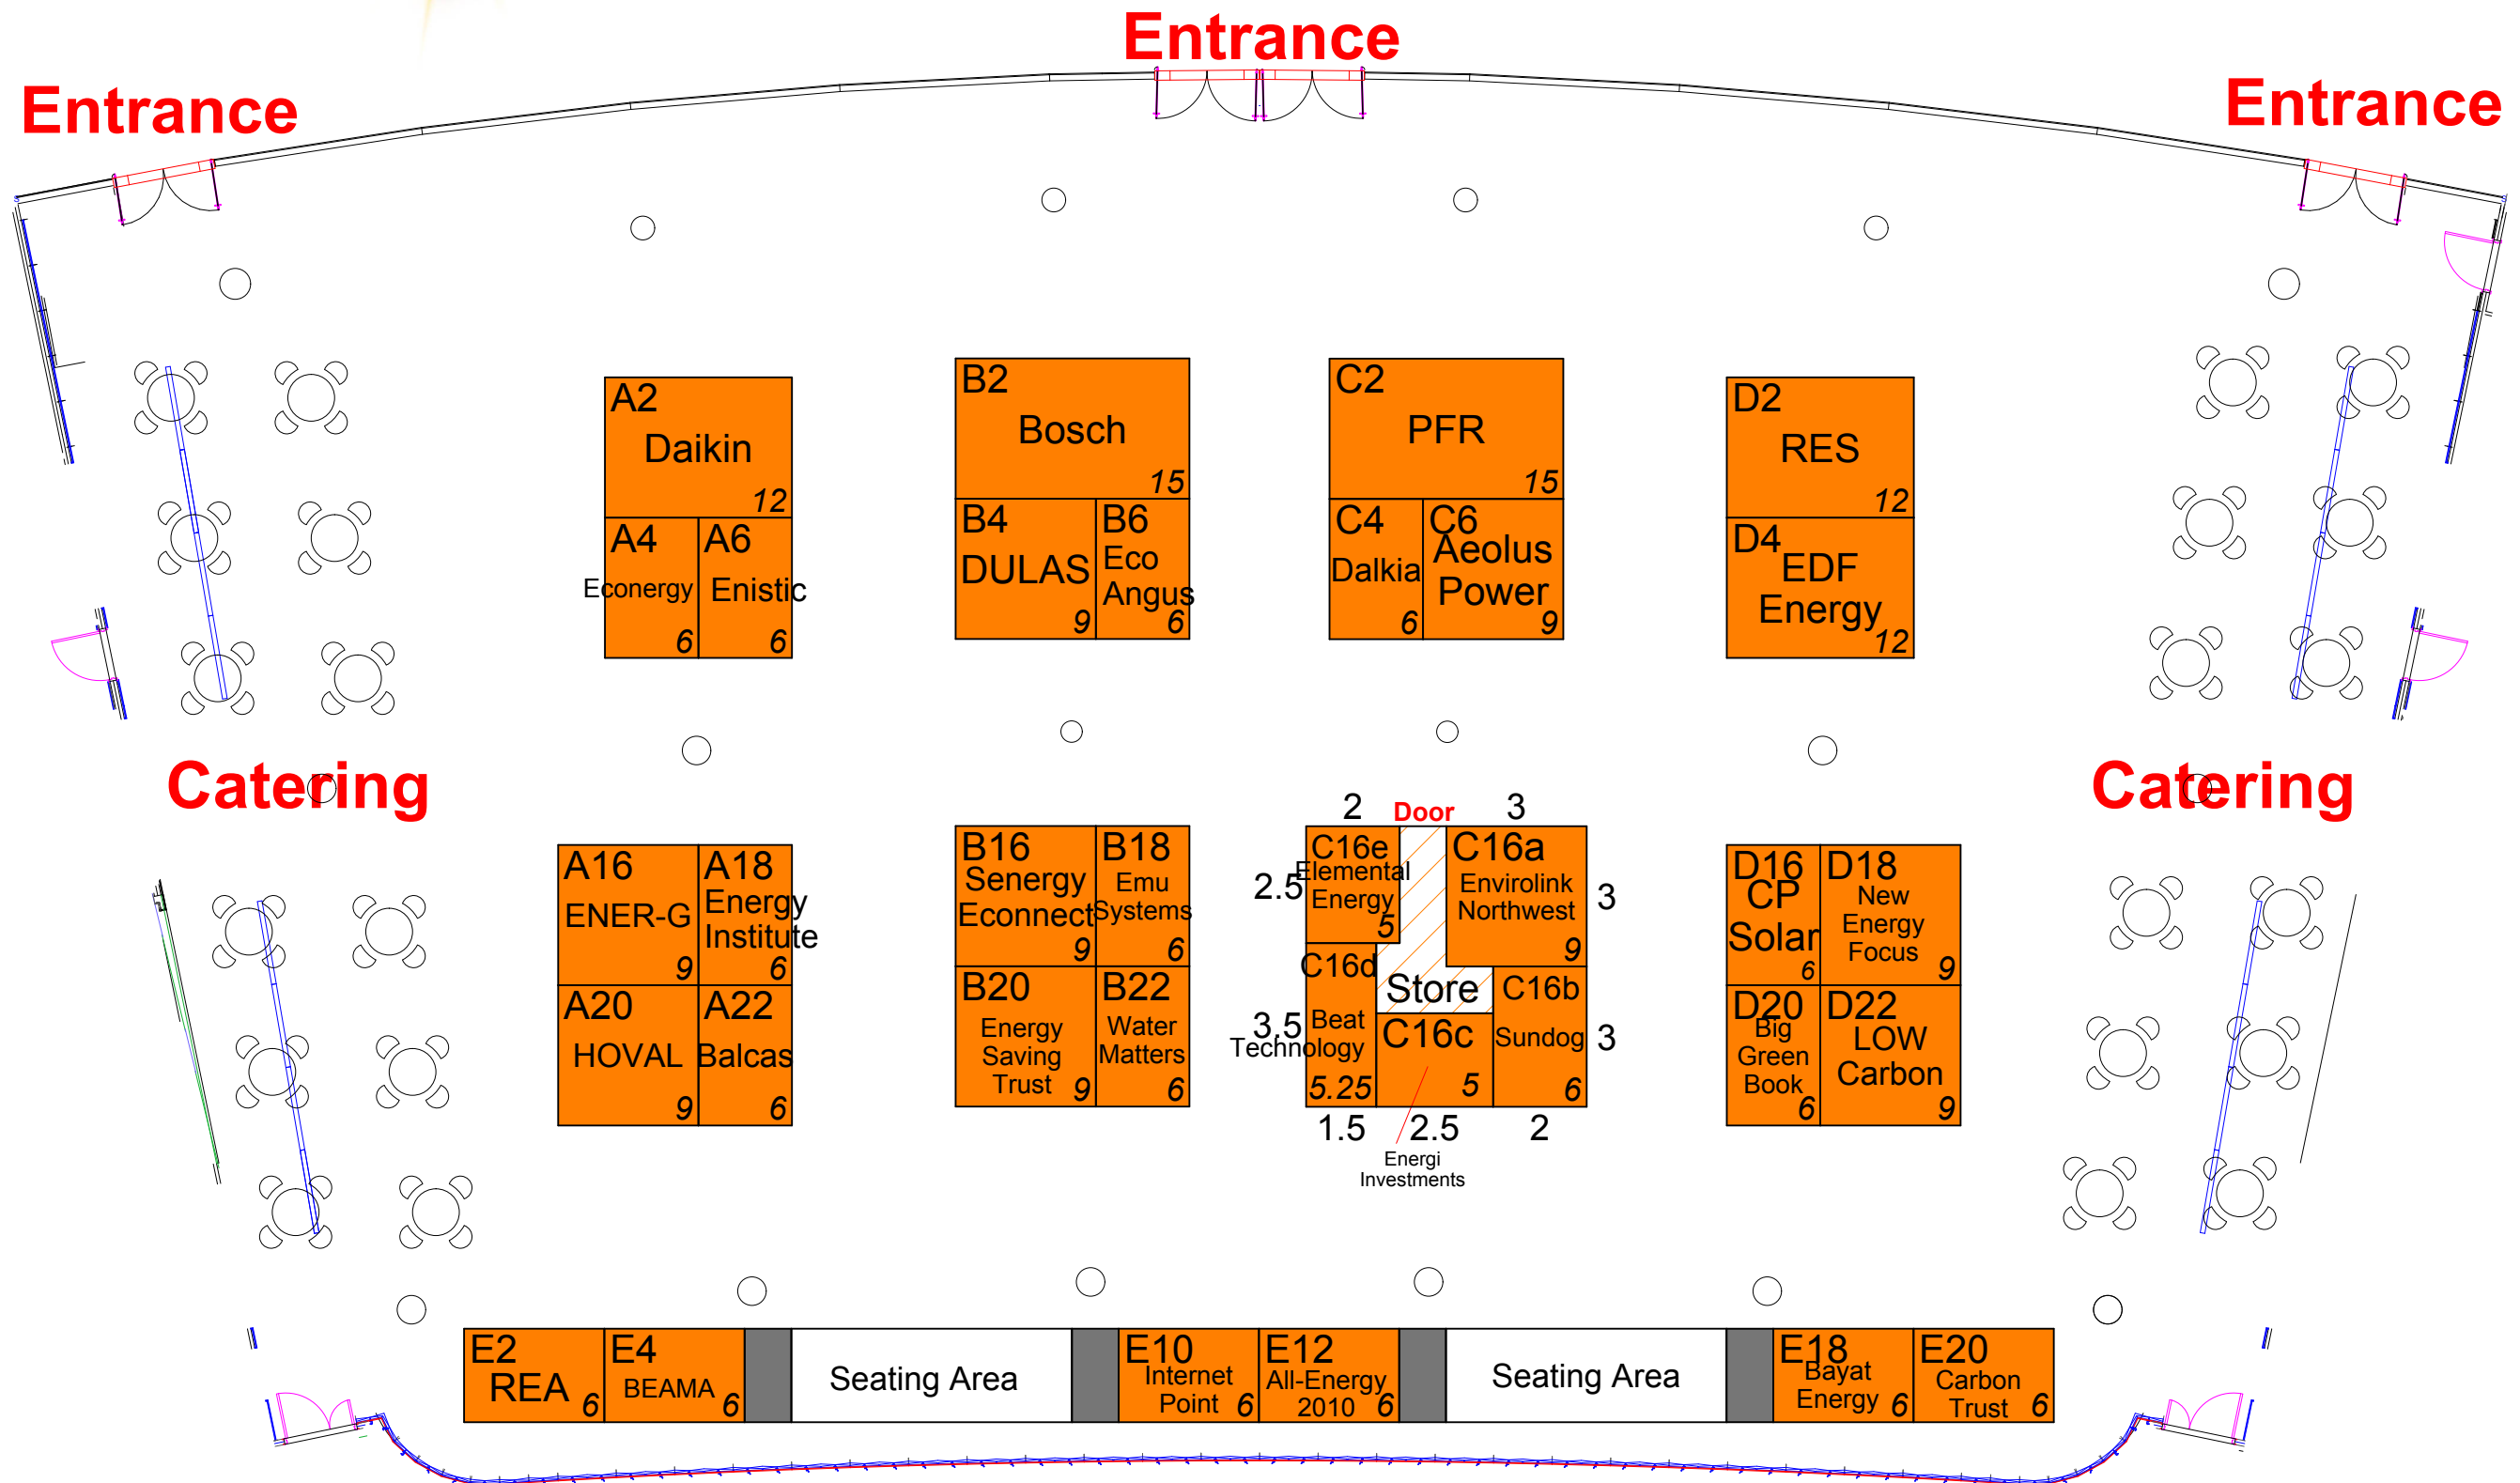 Entrance
Entrance
Entrance
A2
Daikin
12
A4
Econergy
6
A6
Enistic
6
B2
Bosch
15
B4
DULAS
9
B6
Eco
Angus
6
C2
PFR
15
C4
Dalkia
6
C6
Aeolus
Power
9
D2
RES
12
D4
EDF
Energy
12
Catering
Catering
A16
ENER-G
9
A18
Energy
Institute
6
A20
HOVAL
9
A22
Balcas
6
B16
Senergy
Econnect
9
B18
Emu
Systems
6
B20
Energy
Saving
Trust
9
B22
Water
Matters
6
2
Door
3
2.5
C16e
Elemental
Energy
5
C16a
Envirolink
Northwest
9
3
C16d
3.5
Beat
Technology
5.25
Store
C16c
5
C16b
Sundog
6
3
1.5
2.5
2
Energi
Investments
D16
CP
Solar
6
D18
New
Energy
Focus
9
D20
Big
Green
Book
6
D22
LOW
Carbon
9
E2
REA
6
E4
BEAMA
6
Seating Area
E10
Internet
Point
6
E12
All-Energy
2010
6
Seating Area
E18
Bayat
Energy
6
E20
Carbon
Trust
6